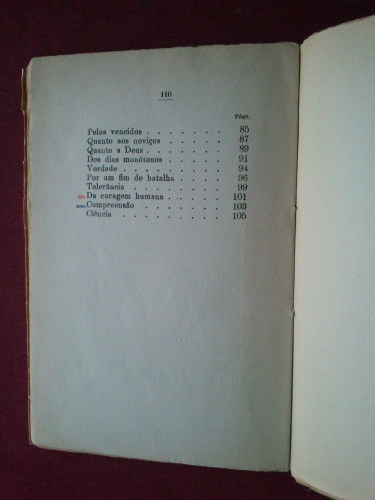 110
Págs.
Pelos vencidos . . . . . . . 85
Quanto aos noviços . . . . . . 87
Quanto a Deus . . . . . . . 89
Dos dias monótonos . . . . . . 91
Verdade . . . . . . . . . 94
Por um fim de batalha . . . . . 96
Tolerância . . . . . . . . 99
Da coragem humana . . . . . . 101
Compreensão . . . . . . . 103
Ciência . . . . . . . . . 105